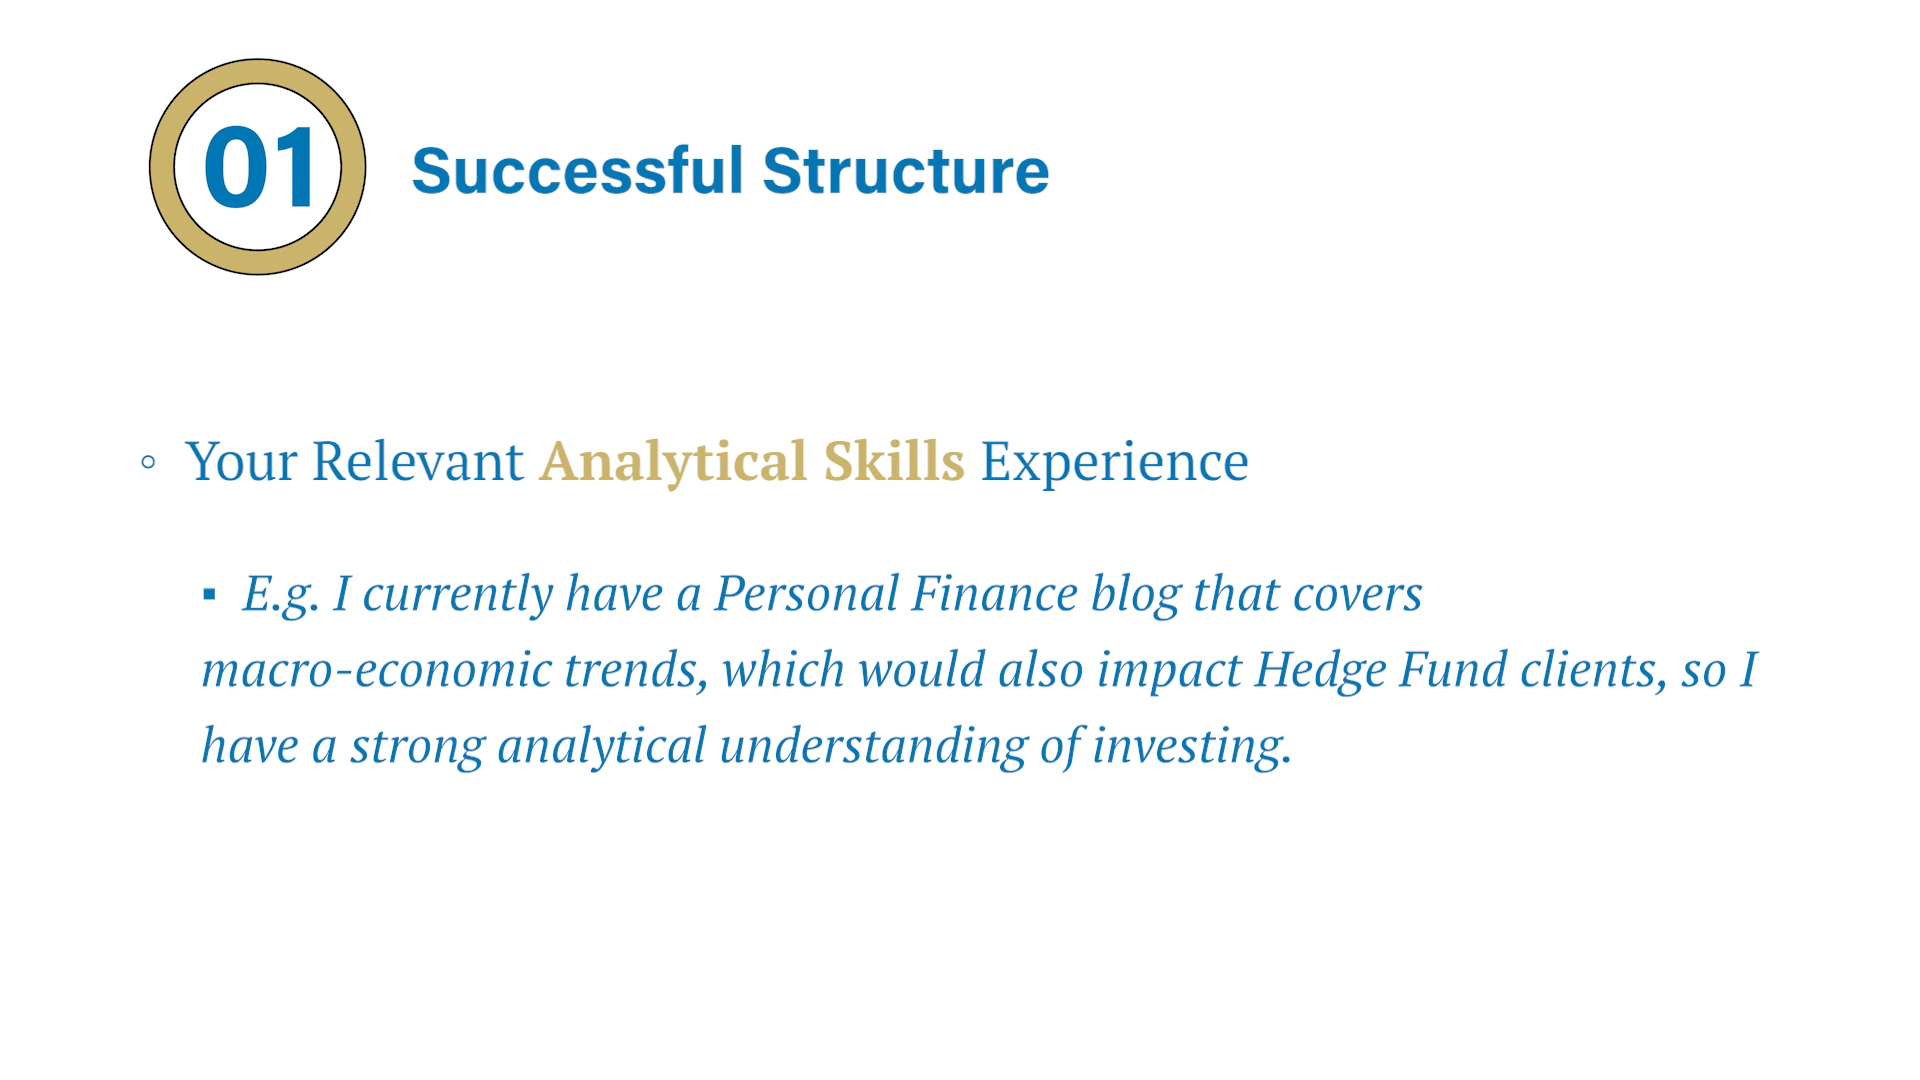 01
Successful Structure
◦ Your Relevant Analytical Skills Experience
▪ E.g. I currently have a Personal Finance blog that covers
macro-economic trends, which would also impact Hedge Fund clients, so I
have a strong analytical understanding of investing.